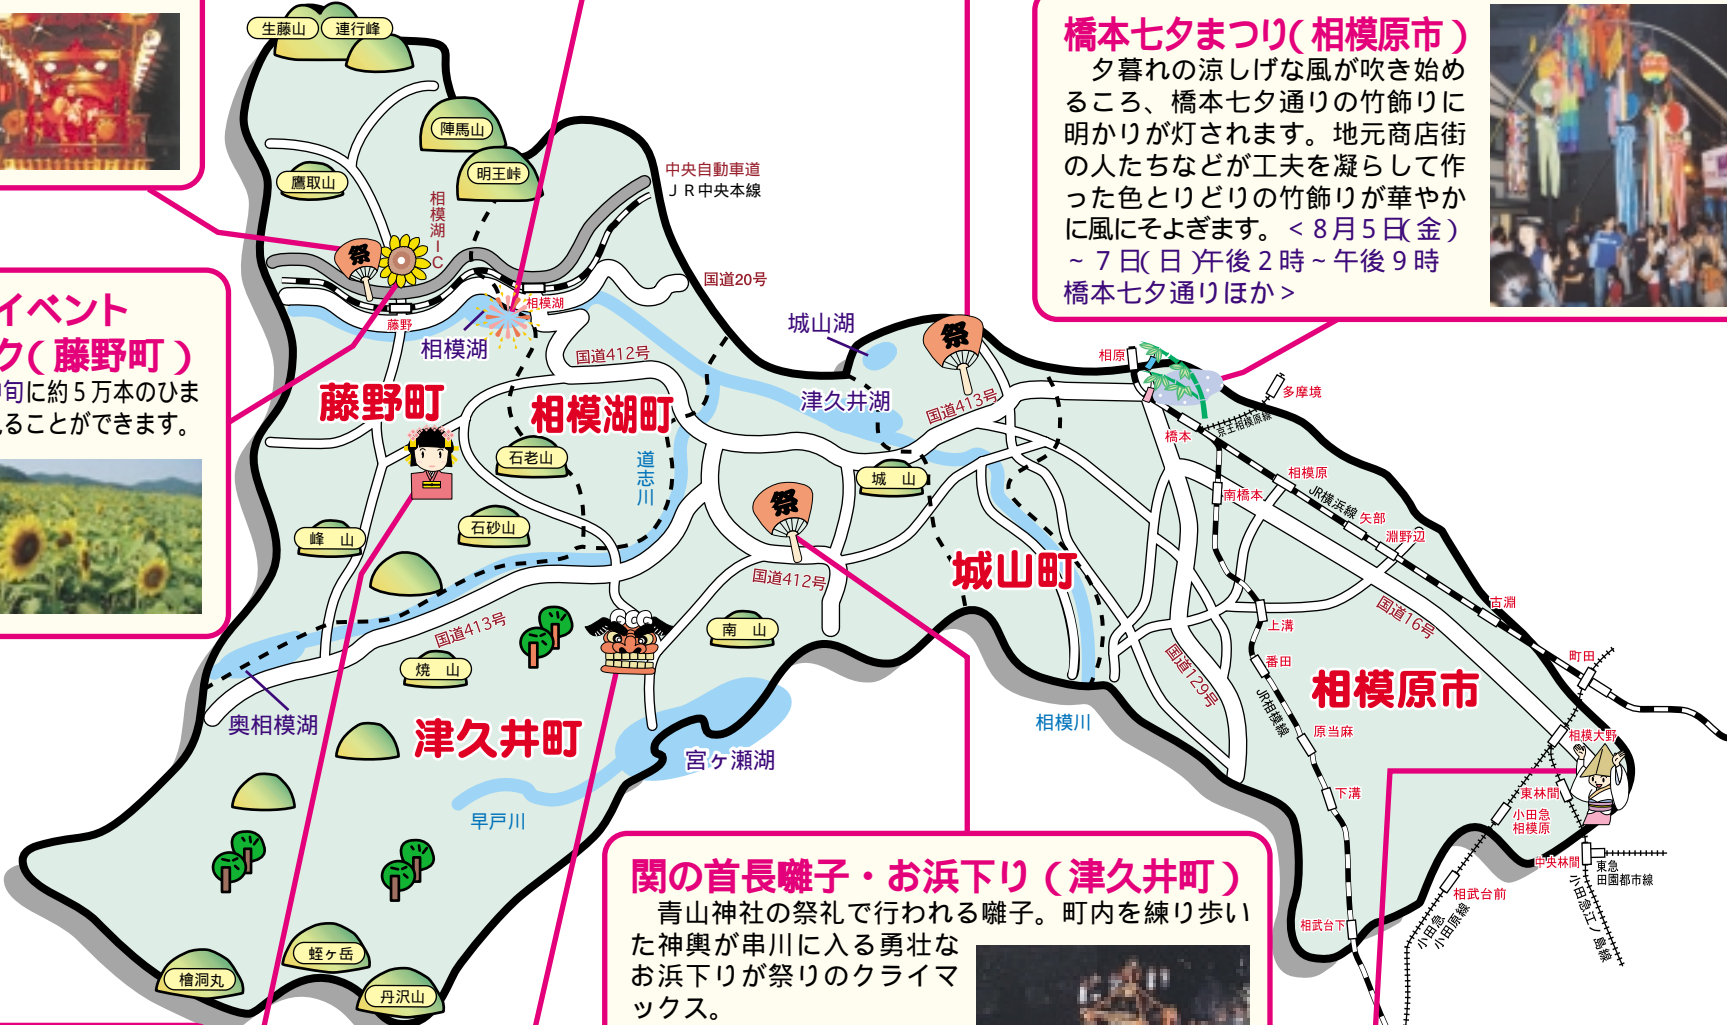 生藤山
連行峰
陣馬山
明王峠
鷹取山
相模湖IC
中央自動車道
JR中央本線
国道20号
祭
藤野
相模湖
相模湖
国道412号
藤野町
相模湖町
石老山
道志川
石砂山
峰 山
国道413号
焼 山
奥相模湖
津久井町
南 山
祭
国道412号
宮ヶ瀬湖
早戸川
檜洞丸
蛭ヶ岳
丹沢山
城山湖
祭
津久井湖
国道413号
城 山
城山町
相模川
相原
多摩境
京王相模原線
橋本
相模原
南橋本
JR横浜線
矢部
淵野辺
古淵
国道16号
上溝
番田
国道129号
JR相模線
原当麻
相模原市
町田
相模大野
下溝
東林間
小田急
相模原
中央林間
東急
田園都市線
相武台前
小田急
小田原線
小田急江ノ島線
相武台下
橋本七夕まつり(相模原市)
　夕暮れの涼しげな風が吹き始め
るころ、橋本七夕通りの竹飾りに
明かりが灯されます。地元商店街
の人たちなどが工夫を凝らして作
った色とりどりの竹飾りが華やか
に風にそよぎます。<8月5日(金)
~7日(日)午後2時~午後9時
橋本七夕通りほか>
イベント
ク(藤野町)
旬に約5万本のひま
ることができます。
関の首長囃子・お浜下り(津久井町)
　青山神社の祭礼で行われる囃子。町内を練り歩い
た神輿が串川に入る勇壮な
お浜下りが祭りのクライマ
ックス。